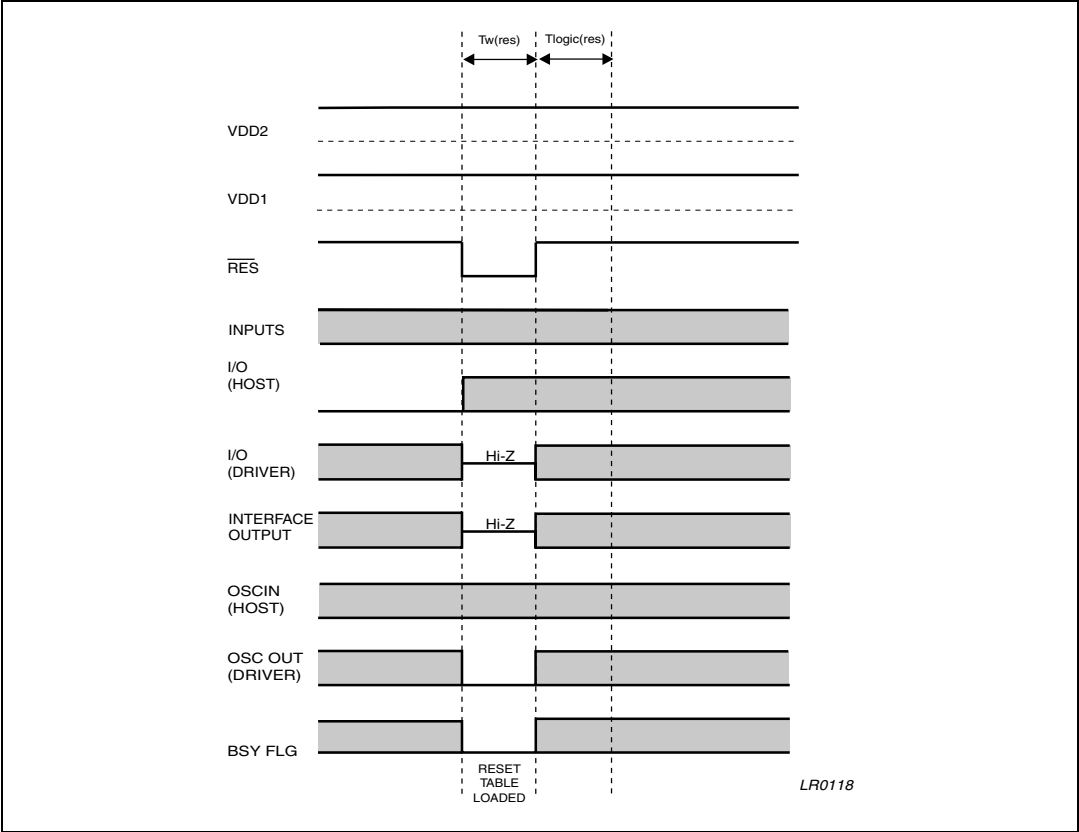 Tw(res)
Tlogic(res)
VDD2
VDD1
RES
INPUTS
I/O
(HOST)
I/O
(DRIVER)
Hi-Z
INTERFACE
OUTPUT
Hi-Z
OSCIN
(HOST)
OSC OUT
(DRIVER)
BSY FLG
RESET
TABLE
LOADED
LR0118